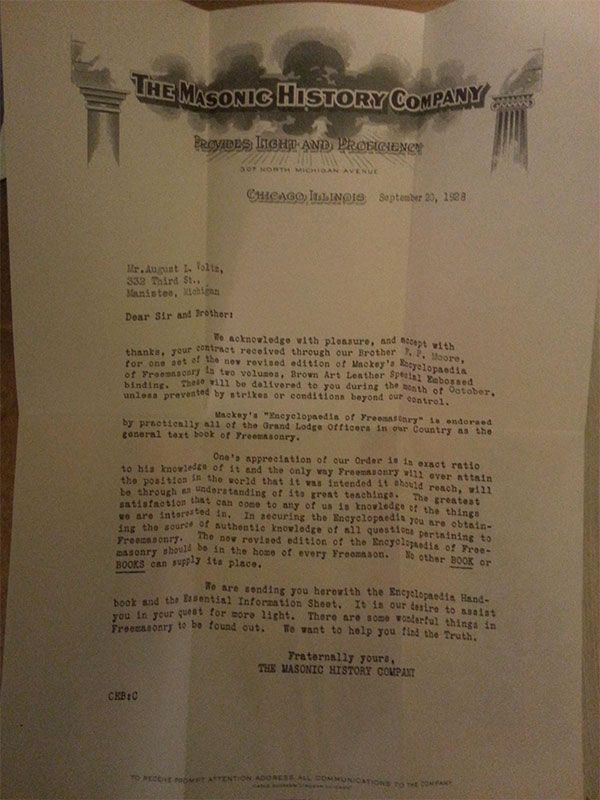 THE MASONIC HISTORY COMPANY
PROVIDES LIGHT AND PROFICIENCY
307 NORTH MICHIGAN AVENUE
CHICAGO, ILLINOIS September 20, 1928
Mr. August L. Voltz,
332 Third St.,
Manistee, Michigan
Dear Sir and Brother:
We acknowledge with pleasure, and accept with
thanks, your contract received through our Brother P. P. Moore,
for one set of the new revised edition of Mackey's Encyclopaedia
of Freemasonry in two volumes, Brown Art Leather Special Embossed
binding. These will be delivered to you during the month of October,
unless prevented by strikes or conditions beyond our control.
Mackey's "Encyclopaedia of Freemasonry" is endorsed
by practically all of the Grand Lodge Officers in our Country as the
general text book of Freemasonry.
One's appreciation of our Order is in exact ratio
to his knowledge of it and the only way Freemasonry will ever attain
the position in the world that it was intended it should reach, will
be through an understanding of its great teachings. The greatest
satisfaction that can come to any of us is knowledge of the things
we are interested in. In securing the Encyclopaedia you are obtain-
ing the source of authentic knowledge of all questions pertaining to
Freemasonry. The new revised edition of the Encyclopaedia of Free-
masonry should be in the home of every Freemason. No other BOOK or
BOOKS can supply its place.
We are sending you herewith the Encyclopaedia Hand-
book and the Essential Information Sheet. It is our desire to assist
you in your quest for more light. There are some wonderful things in
Freemasonry to be found out. We want to help you find the Truth.
Fraternally yours,
THE MASONIC HISTORY COMPANY
CEB:C
TO RECEIVE PROMPT ATTENTION ADDRESS ALL COMMUNICATIONS TO THE COMPANY